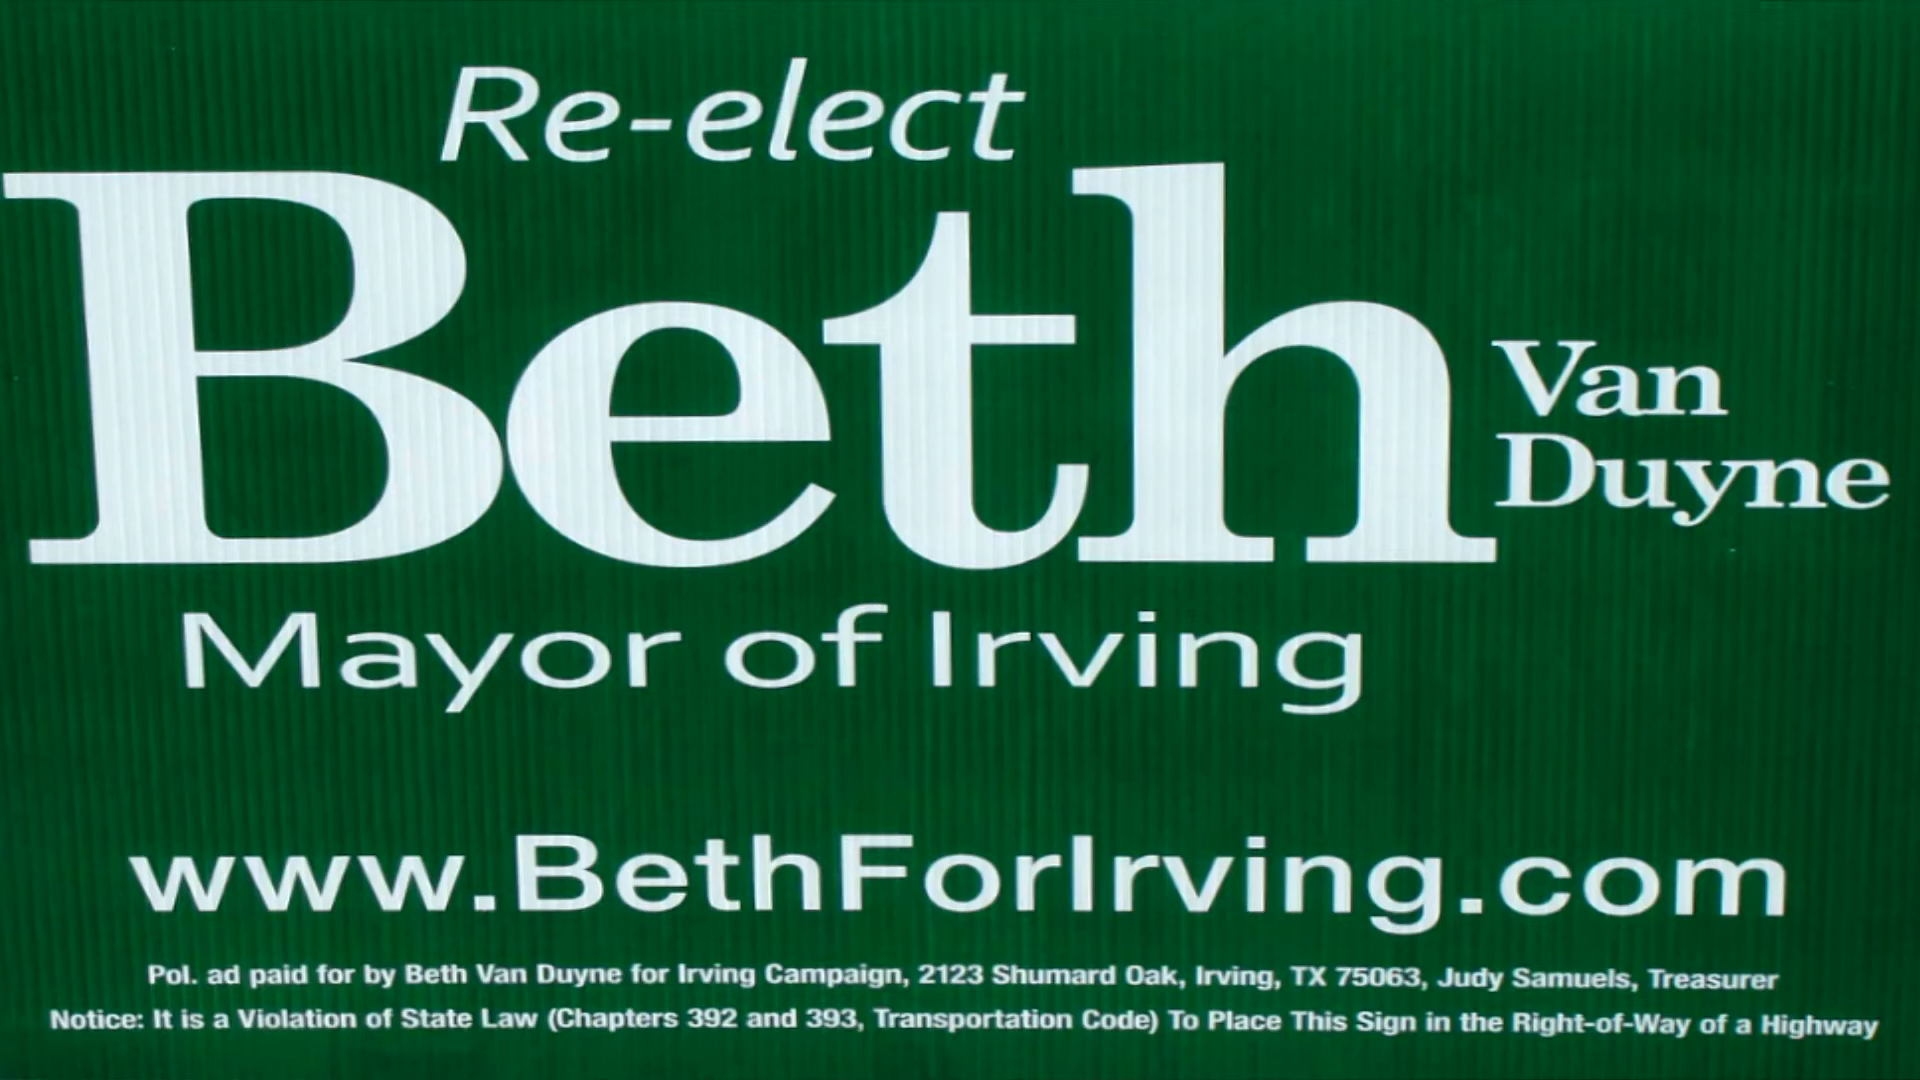 Re-elect
Beth Van Duyne
Mayor of Irving
www.BethForIrving.com
Pol. ad paid for by Beth Van Duyne for Irving Campaign, 2123 Shumard Oak, Irving, TX 75063, Judy Samuels, Treasurer
Notice: It is a Violation of State Law (Chapters 392 and 393, Transportation Code) To Place This Sign in the Right-of-Way of a Highway